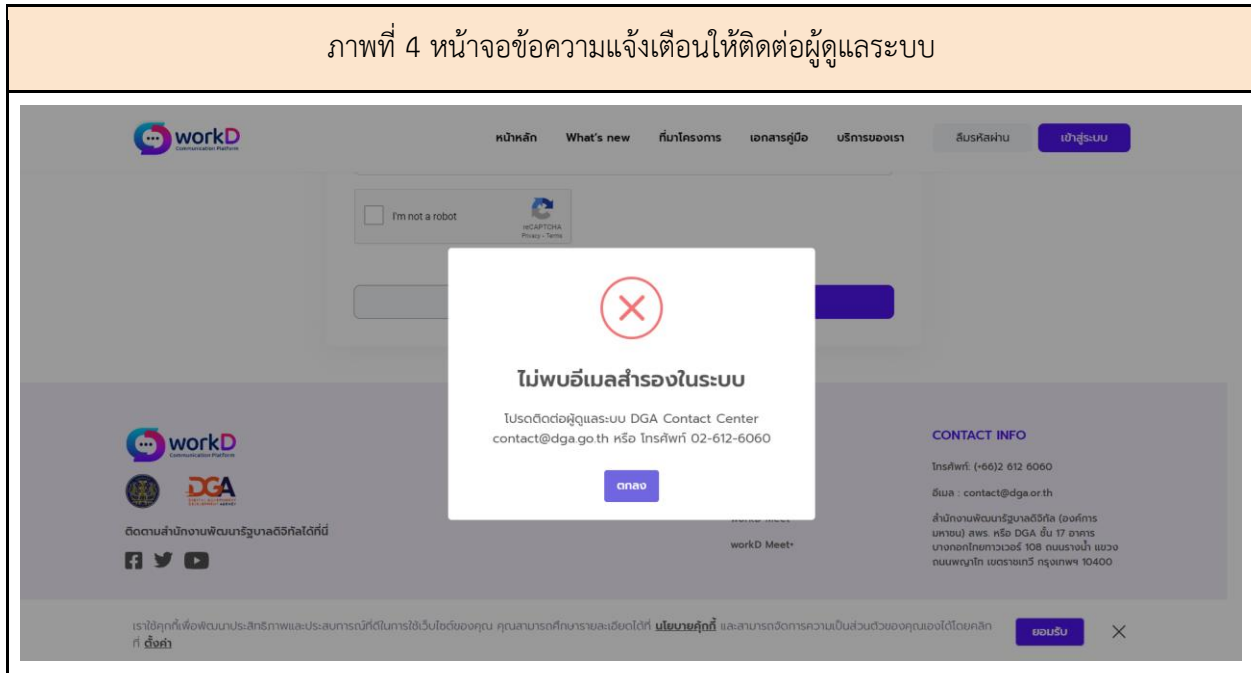 ภาพที่ 4 หน้าจอข้อความแจ้งเตือนให้ติดต่อผู้ดูแลระบบ
workD
Communication Platform
หน้าหลัก What's new ที่มาโครงการ เอกสารคู่มือ บริการของเรา ลืมรหัสผ่าน เข้าสู่ระบบ
I'm not a robot
reCAPTCHA
Privacy - Terms
ไม่พบอีเมลสำรองในระบบ
โปรดติดต่อผู้ดูแลระบบ DGA Contact Center
contact@dga.go.th หรือ โทรศัพท์ 02-612-6060
ตกลง
workD
Communication Platform
DGA
ติดตามสำนักงานพัฒนารัฐบาลดิจิทัลได้ที่นี่
workD Meet
workD Meet+
CONTACT INFO
โทรศัพท์: (+66)2 612 6060
อีเมล : contact@dga.or.th
สำนักงานพัฒนารัฐบาลดิจิทัล (องค์การ
มหาชน) สพร. หรือ DGA ชั้น 17 อาคาร
บางกอกไทยทาวเวอร์ 108 ถนนรางน้ำ แขวง
ถนนพญาไท เขตราชเทวี กรุงเทพฯ 10400
เราใช้คุกกี้เพื่อพัฒนาประสิทธิภาพและประสบการณ์ที่ดีในการใช้เว็บไซต์ของคุณ คุณสามารถศึกษารายละเอียดได้ที่ นโยบายคุ้กกี้ และสามารถจัดการความเป็นส่วนตัวของคุณเองได้โดยคลิก
ที่ ตั้งค่า
ยอมรับ